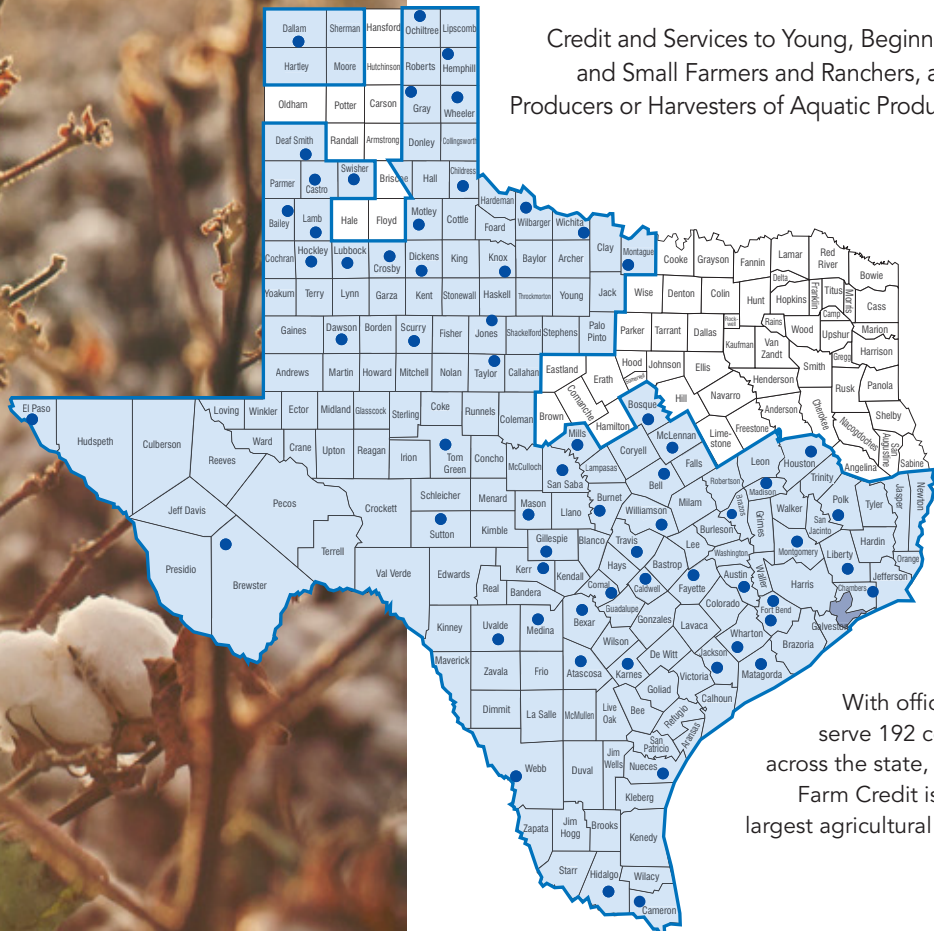 Credit and Services to Young, Beginn
and Small Farmers and Ranchers, a
Producers or Harvesters of Aquatic Produ
Dallam
Sherman
Hansford
Ochiltree
Lipscomb
Hartley
Moore
Hutchinson
Roberts
Hemphill
Oldham
Potter
Carson
Gray
Wheeler
Deaf Smith
Randall
Armstrong
Donley
Collingsworth
Parmer
Castro
Swisher
Briscoe
Hall
Childress
Bailey
Lamb
Hale
Floyd
Motley
Cottle
Hardeman
Foard
Wilbarger
Wichita
Clay
Montague
Cooke
Grayson
Fannin
Lamar
Red
River
Bowie
Cochran
Hockley
Lubbock
Crosby
Dickens
King
Knox
Baylor
Archer
Delta
Franklin
Titus
Morris
Cass
Yoakum
Terry
Lynn
Garza
Kent
Stonewall
Haskell
Throckmorton
Young
Jack
Wise
Denton
Colin
Hunt
Hopkins
Camp
Gaines
Dawson
Borden
Scurry
Fisher
Jones
Shackelford
Stephens
Palo
Pinto
Parker
Tarrant
Dallas
Rock-
wall
Kaufman
Rains
Van
Zandt
Wood
Upshur
Marion
Gregg
Harrison
Andrews
Martin
Howard
Mitchell
Nolan
Taylor
Callahan
Eastland
Erath
Hood
Somervell
Johnson
Ellis
Henderson
Smith
Rusk
Panola
El Paso
Hudspeth
Culberson
Loving
Winkler
Ector
Midland
Glasscock
Sterling
Coke
Runnels
Coleman
Brown
Comanche
Hamilton
Bosque
Hill
Navarro
Anderson
Cherokee
Nacogdoches
Shelby
Reeves
Ward
Crane
Upton
Reagan
Irion
Tom
Green
Concho
McCulloch
Mills
San Saba
Lampasas
Coryell
McLennan
Lime-
stone
Freestone
San
Augustine
Sabine
Angelina
Jeff Davis
Pecos
Crockett
Schleicher
Menard
Mason
Llano
Burnet
Bell
Falls
Robertson
Leon
Houston
Trinity
Madison
Polk
Tyler
Jasper
Newton
Presidio
Brewster
Terrell
Val Verde
Sutton
Kimble
Gillespie
Blanco
Williamson
Milam
Brazos
Burleson
Grimes
Walker
San
Jacinto
Hardin
Orange
Edwards
Real
Kerr
Bandera
Kendall
Hays
Travis
Bastrop
Lee
Washington
Montgomery
Liberty
Jefferson
Chambers
Comal
Caldwell
Fayette
Austin
Waller
Harris
Kinney
Uvalde
Medina
Bexar
Guadalupe
Gonzales
Lavaca
Colorado
Fort Bend
Galveston
Brazoria
Wharton
Maverick
Zavala
Frio
Atascosa
Wilson
Karnes
De Witt
Jackson
Victoria
Matagorda
Dimmit
La Salle
McMullen
Live
Oak
Bee
Goliad
Refugio
Calhoun
Aransas
San
Patricio
Webb
Duval
Jim
Wells
Nueces
Kleberg
Zapata
Jim
Hogg
Brooks
Kenedy
Starr
Hidalgo
Wilacy
Cameron
With offic
serve 192 c
across the state,
Farm Credit is
largest agricultural